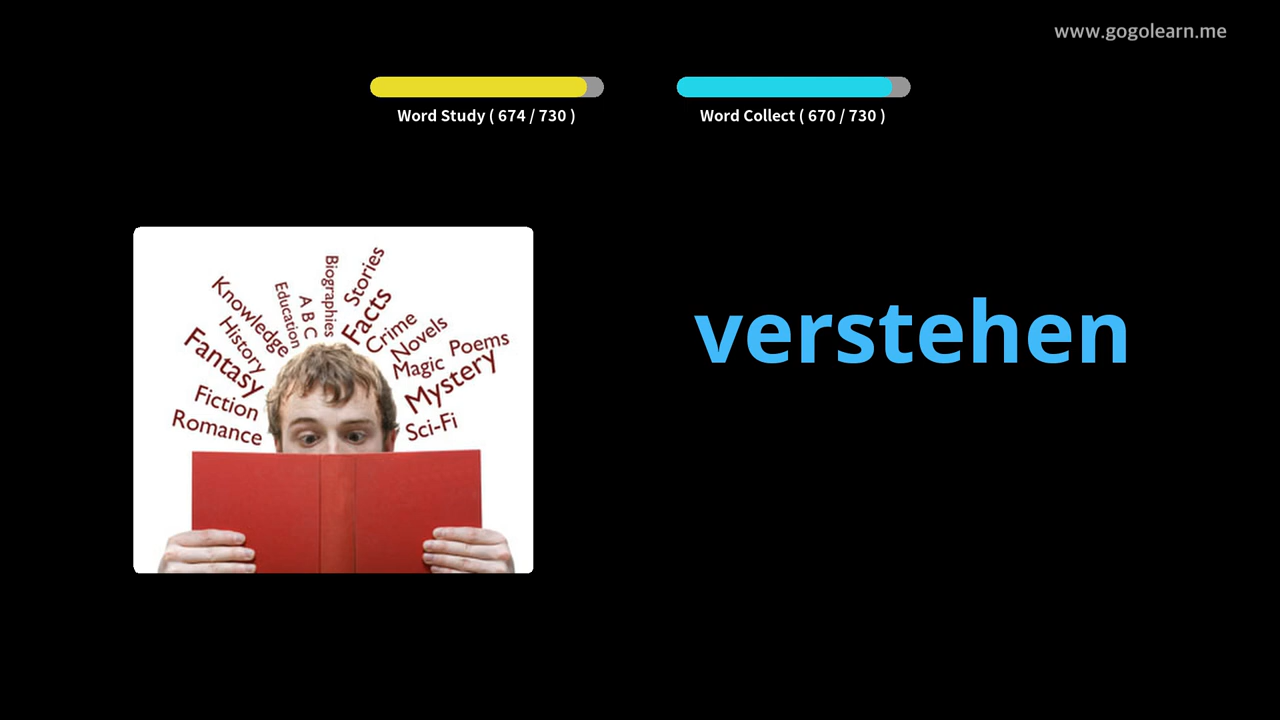 www.gogolearn.me
Word Study ( 674 / 730 )
Word Collect ( 670 / 730 )
verstehen
Biographies
Stories
Education
A B C
Facts
Knowledge
Crime
History
Novels
Poems
Fantasy
Magic
Mystery
Fiction
Romance
Sci-Fi